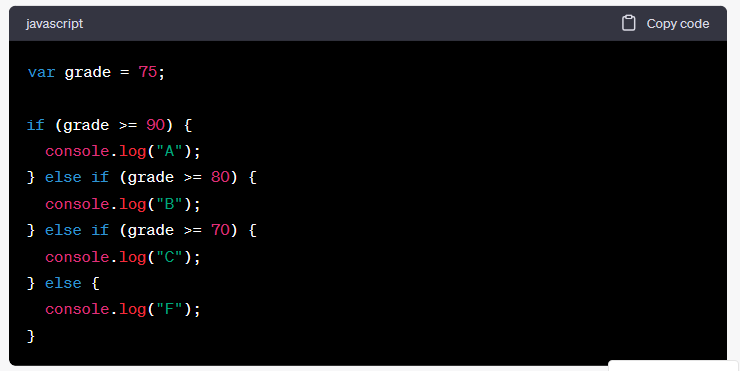 javascript
Copy code
var grade = 75;
if (grade >= 90) {
  console.log("A");
} else if (grade >= 80) {
  console.log("B");
} else if (grade >= 70) {
  console.log("C");
} else {
  console.log("F");
}